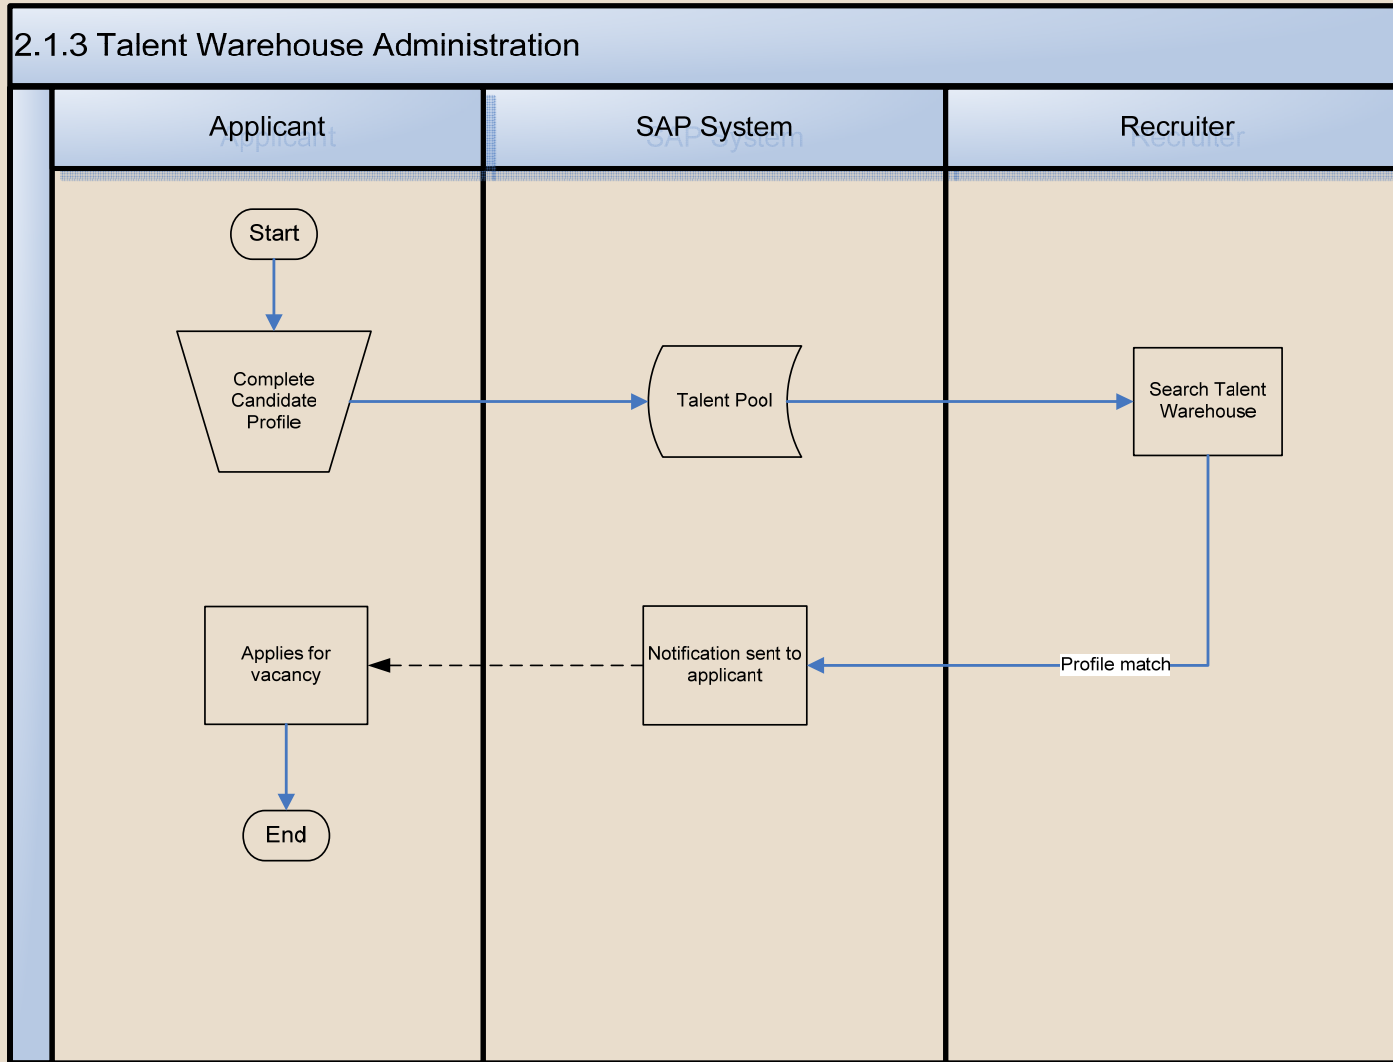 2.1.3 Talent Warehouse Administration
Applicant
SAP System
Recruiter
Start
Complete
Candidate
Profile
Talent Pool
Search Talent
Warehouse
Applies for
vacancy
Notification sent to
applicant
Profile match
End